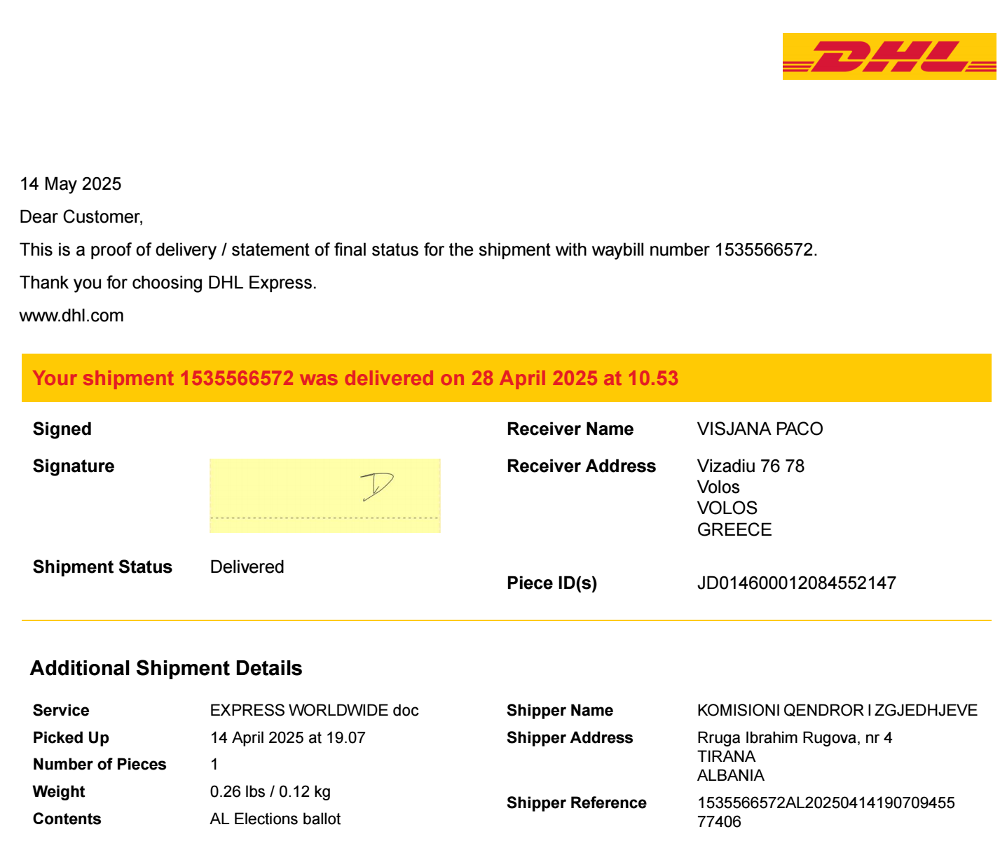 DHL
14 May 2025
Dear Customer,
This is a proof of delivery / statement of final status for the shipment with waybill number 1535566572.
Thank you for choosing DHL Express.
www.dhl.com
Your shipment 1535566572 was delivered on 28 April 2025 at 10.53
Signed
Signature
D
Shipment Status Delivered
Receiver Name VISJANA PACO
Receiver Address Vizadiu 76 78
Volos
VOLOS
GREECE
Piece ID(s) JD014600012084552147
Additional Shipment Details
Service EXPRESS WORLDWIDE doc
Picked Up 14 April 2025 at 19.07
Number of Pieces 1
Weight 0.26 lbs / 0.12 kg
Contents AL Elections ballot
Shipper Name KOMISIONI QENDROR I ZGJEDHJEVE
Shipper Address Rruga Ibrahim Rugova, nr 4
TIRANA
ALBANIA
Shipper Reference 1535566572AL20250414190709455
77406